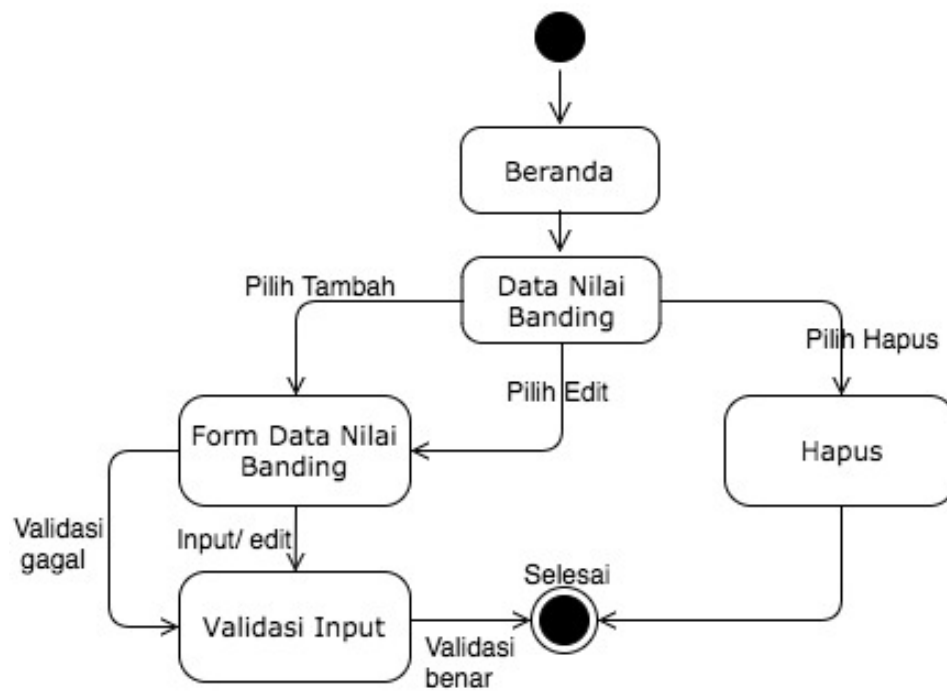 Beranda
Data Nilai
Banding
Pilih Tambah
Pilih Hapus
Pilih Edit
Form Data Nilai
Banding
Hapus
Validasi
gagal
Input/ edit
Selesai
Validasi Input
Validasi
benar